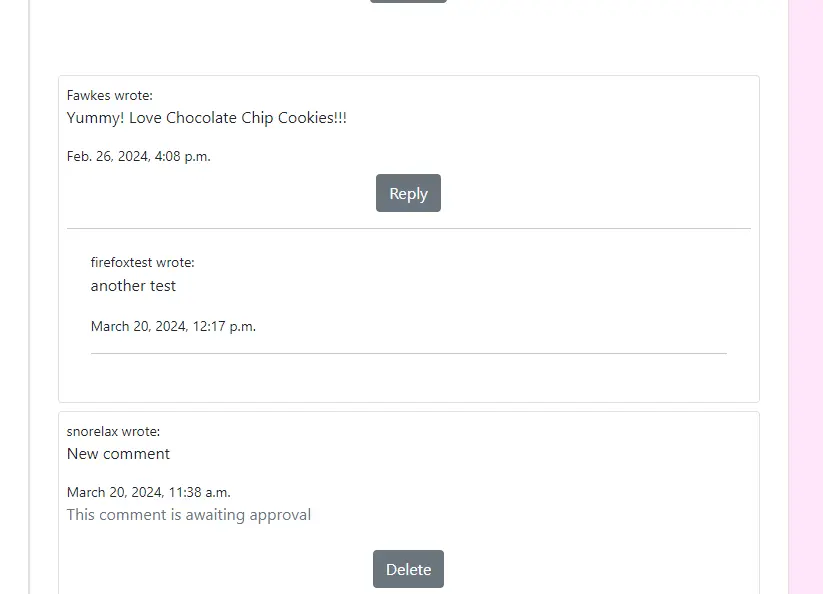 Fawkes wrote:
Yummy! Love Chocolate Chip Cookies!!!
Feb. 26, 2024, 4:08 p.m.
Reply
firefoxtest wrote:
another test
March 20, 2024, 12:17 p.m.
snorelax wrote:
New comment
March 20, 2024, 11:38 a.m.
This comment is awaiting approval
Delete